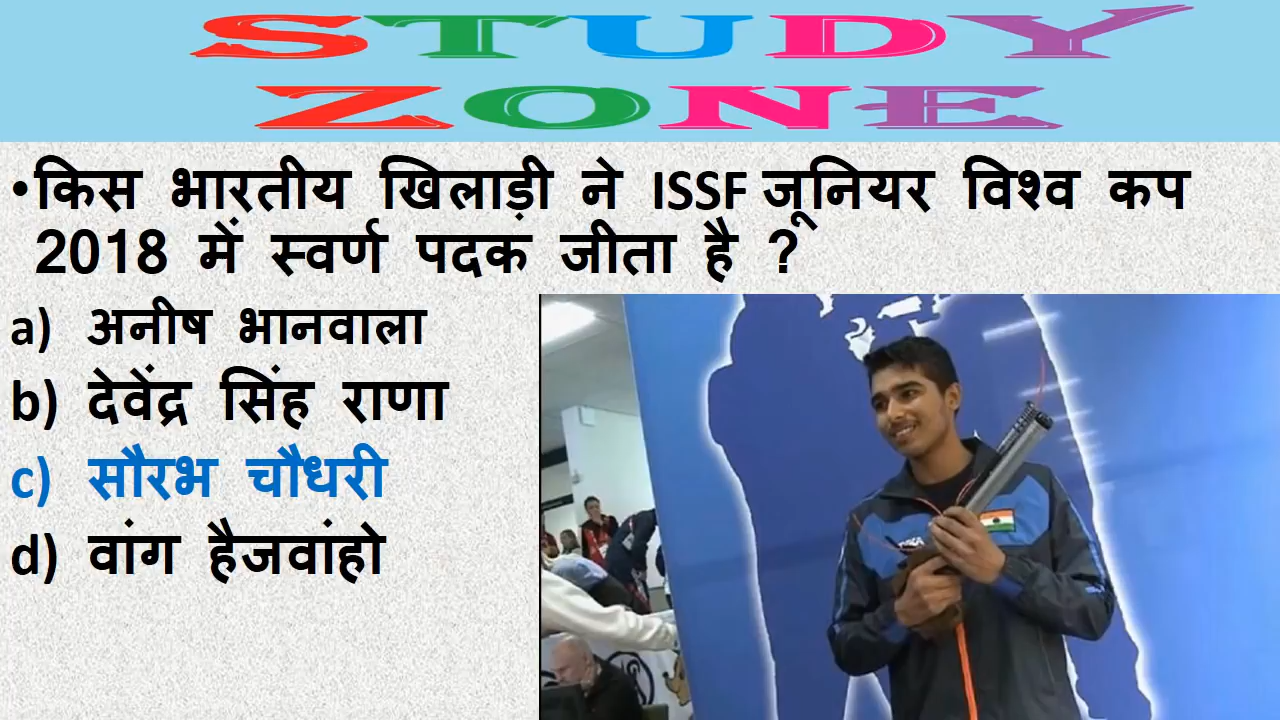 STUDY
ZONE
•किस भारतीय खिलाड़ी ने ISSF जूनियर विश्व कप
2018 में स्वर्ण पदक जीता है ?
a) अनीष भानवाला
b) देवेंद्र सिंह राणा
c) सौरभ चौधरी
d) वांग हैजवांहो